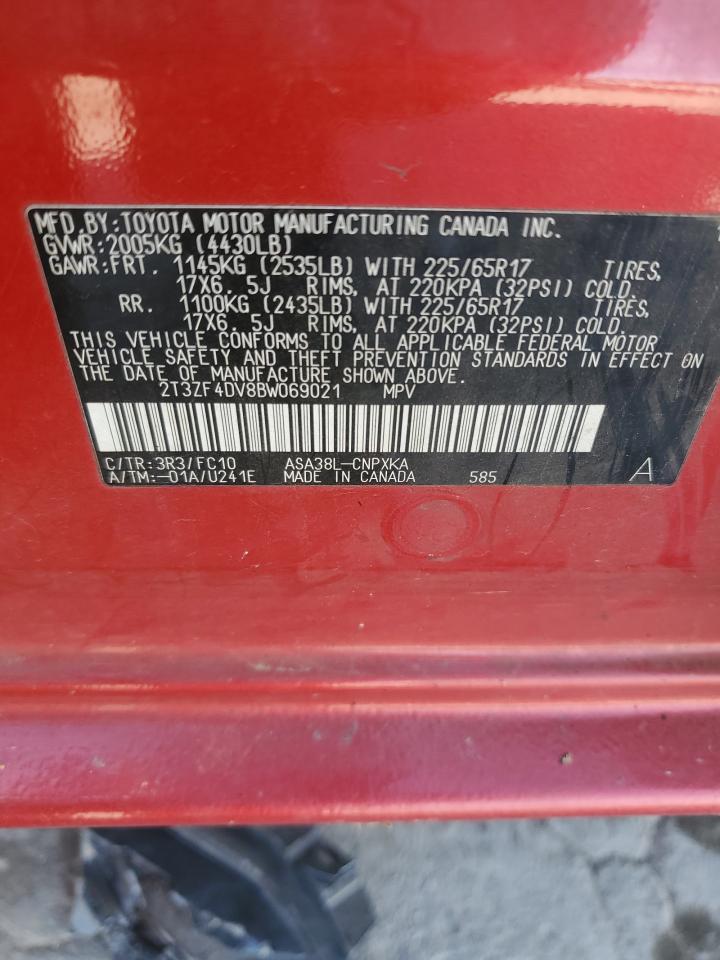 MFD.BY:TOYOTA MOTOR MANUFACTURING CANADA INC.
GVWR:2005KG (4430LB)
GAWR:FRT. 1145KG (2535LB) WITH 225/65R17 TIRES,
17X6.5J RIMS, AT 220KPA (32PSI) COLD.
RR. 1100KG (2435LB) WITH 225/65R17 TIRES,
17X6.5J RIMS, AT 220KPA (32PSI) COLD.
THIS VEHICLE CONFORMS TO ALL APPLICABLE FEDERAL MOTOR
VEHICLE SAFETY AND THEFT PREVENTION STANDARDS IN EFFECT ON
THE DATE OF MANUFACTURE SHOWN ABOVE.
2T3ZF4DV8BW069021 MPV
C/TR:3R3/FC10 ASA38L-CNPXKA
A/TM:-01A/U241E MADE IN CANADA 585 A